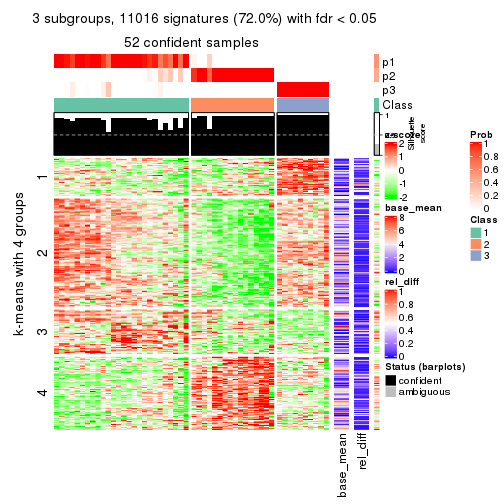 3 subgroups, 11016 signatures (72.0%) with fdr < 0.05
52 confident samples
p1
p2
p3
Class
1
Silhouette
score
k-means with 4 groups
1
2
3
4
base_mean
rel_diff
z-score
2
1
0
-1
-2
base_mean
8
6
4
2
0
rel_diff
1
0.8
0.6
0.4
0.2
0
Status (barplots)
confident
ambiguous
Prob
1
0.8
0.6
0.4
0.2
0
Class
1
2
3